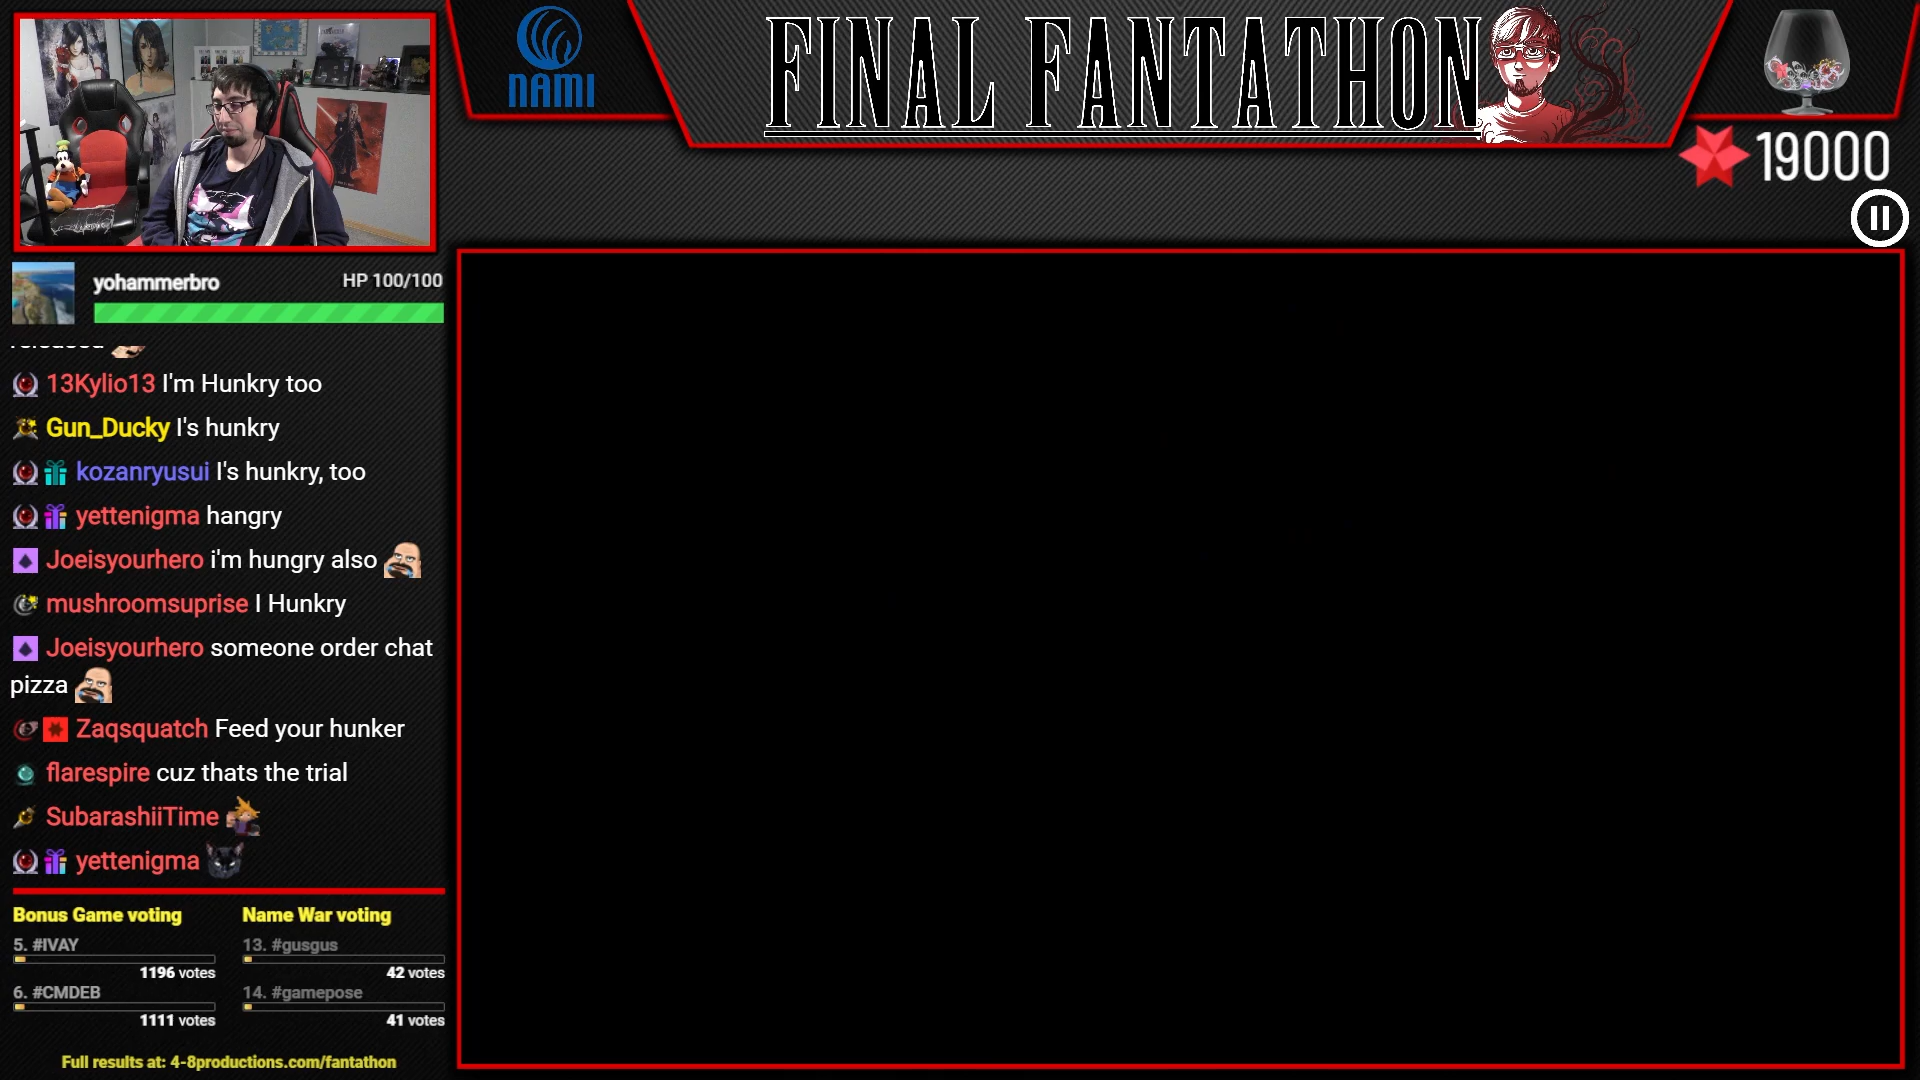 NAMI
FINAL FANTATHON
19000
yohammerbro
HP 100/100
13Kylio13 I'm Hunkry too
Gun_Ducky I's hunkry
kozanryusui I's hunkry, too
yettenigma hangry
Joeisyourhero i'm hungry also
mushroomsuprise I Hunkry
Joeisyourhero someone order chat
pizza
Zaqsquatch Feed your hunker
flarespire cuz thats the trial
SubarashiiTime
yettenigma
Bonus Game voting
5. #IVAY
1196 votes
6. #CMDEB
1111 votes
Name War voting
13. #gusgus
42 votes
14. #gamepose
41 votes
Full results at: 4-8productions.com/fantathon